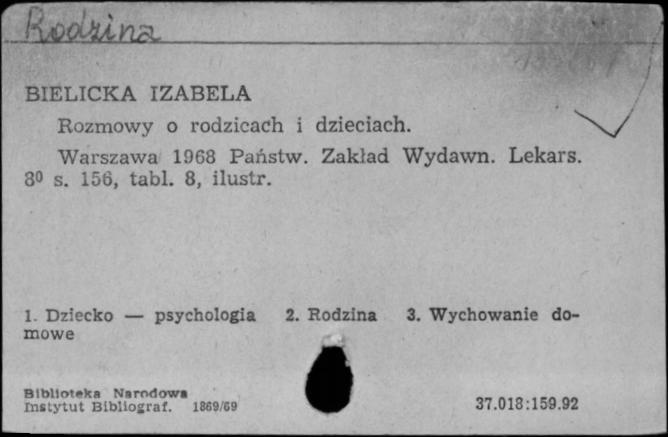 Rodzina
BIELICKA IZABELA
Rozmowy o rodzicach i dzieciach.
Warszawa 1968 Państw. Zakład Wydawn. Lekars.
8⁰ s. 156, tabl. 8, ilustr.
1. Dziecko — psychologia 2. Rodzina 3. Wychowanie do-
mowe
Biblioteka Narodowa
Instytut Bibliograf. 1869/69
37.018:159.92